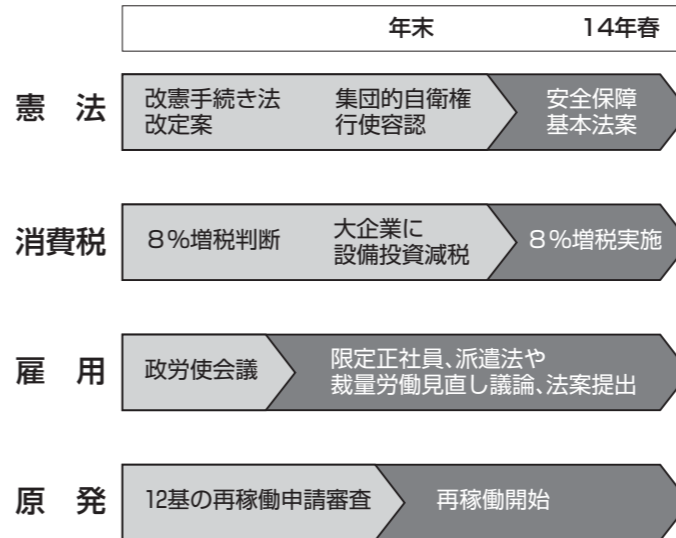 年末 14年春
憲 法
改憲手続き法
改定案
集団的自衛権
行使容認
安全保障
基本法案
消費税
8%増税判断
大企業に
設備投資減税
8%増税実施
雇 用
政労使会議
限定正社員、派遣法や
裁量労働見直し議論、法案提出
原 発
12基の再稼働申請審査
再稼働開始